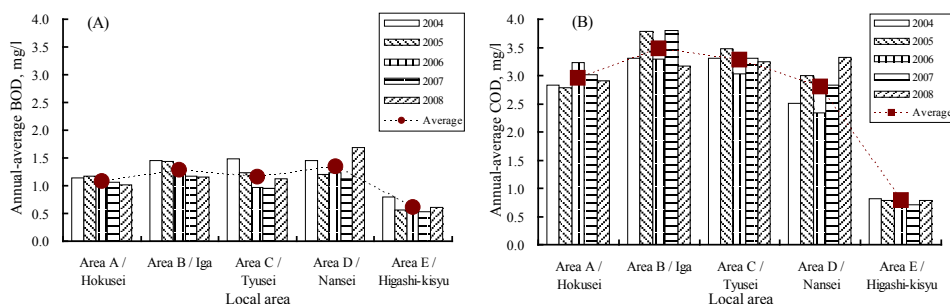 (A)
Annual-average BOD, mg/l
4.0
3.5
3.0
2.5
2.0
1.5
1.0
0.5
0.0
2004
2005
2006
2007
2008
Average
Area A /
Hokusei
Area B / Iga
Area C /
Tyusei
Area D /
Nansei
Area E /
Higashi-kisyu
Local area
(B)
Annual-average COD, mg/l
4.0
3.5
3.0
2.5
2.0
1.5
1.0
0.5
0.0
2004
2005
2006
2007
2008
Average
Area A /
Hokusei
Area B / Iga
Area C /
Tyusei
Area D /
Nansei
Area E /
Higashi-kisyu
Local area